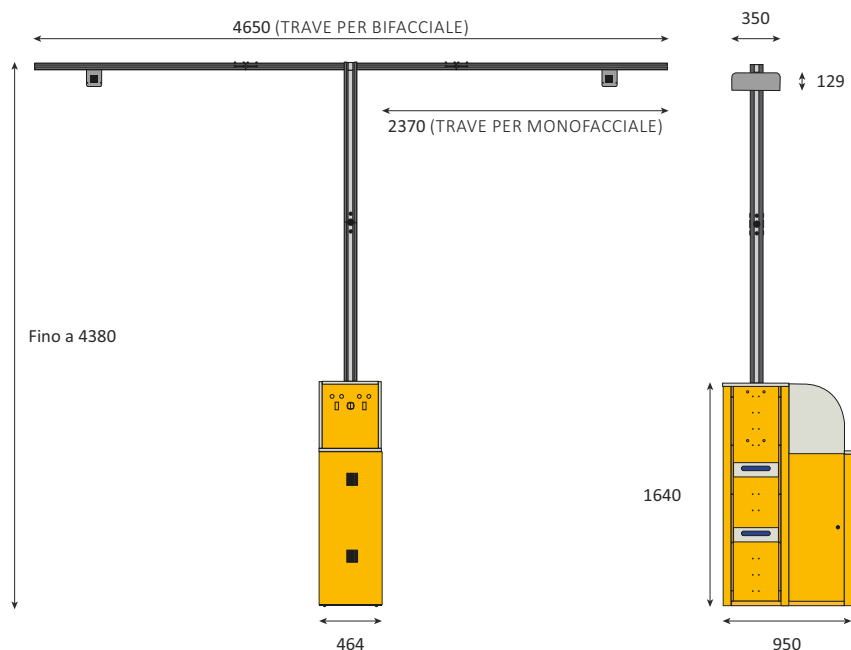 4650 (TRAVE PER BIFACCIALE)
350
129
2370 (TRAVE PER MONOFACCIALE)
Fino a 4380
1640
464
950